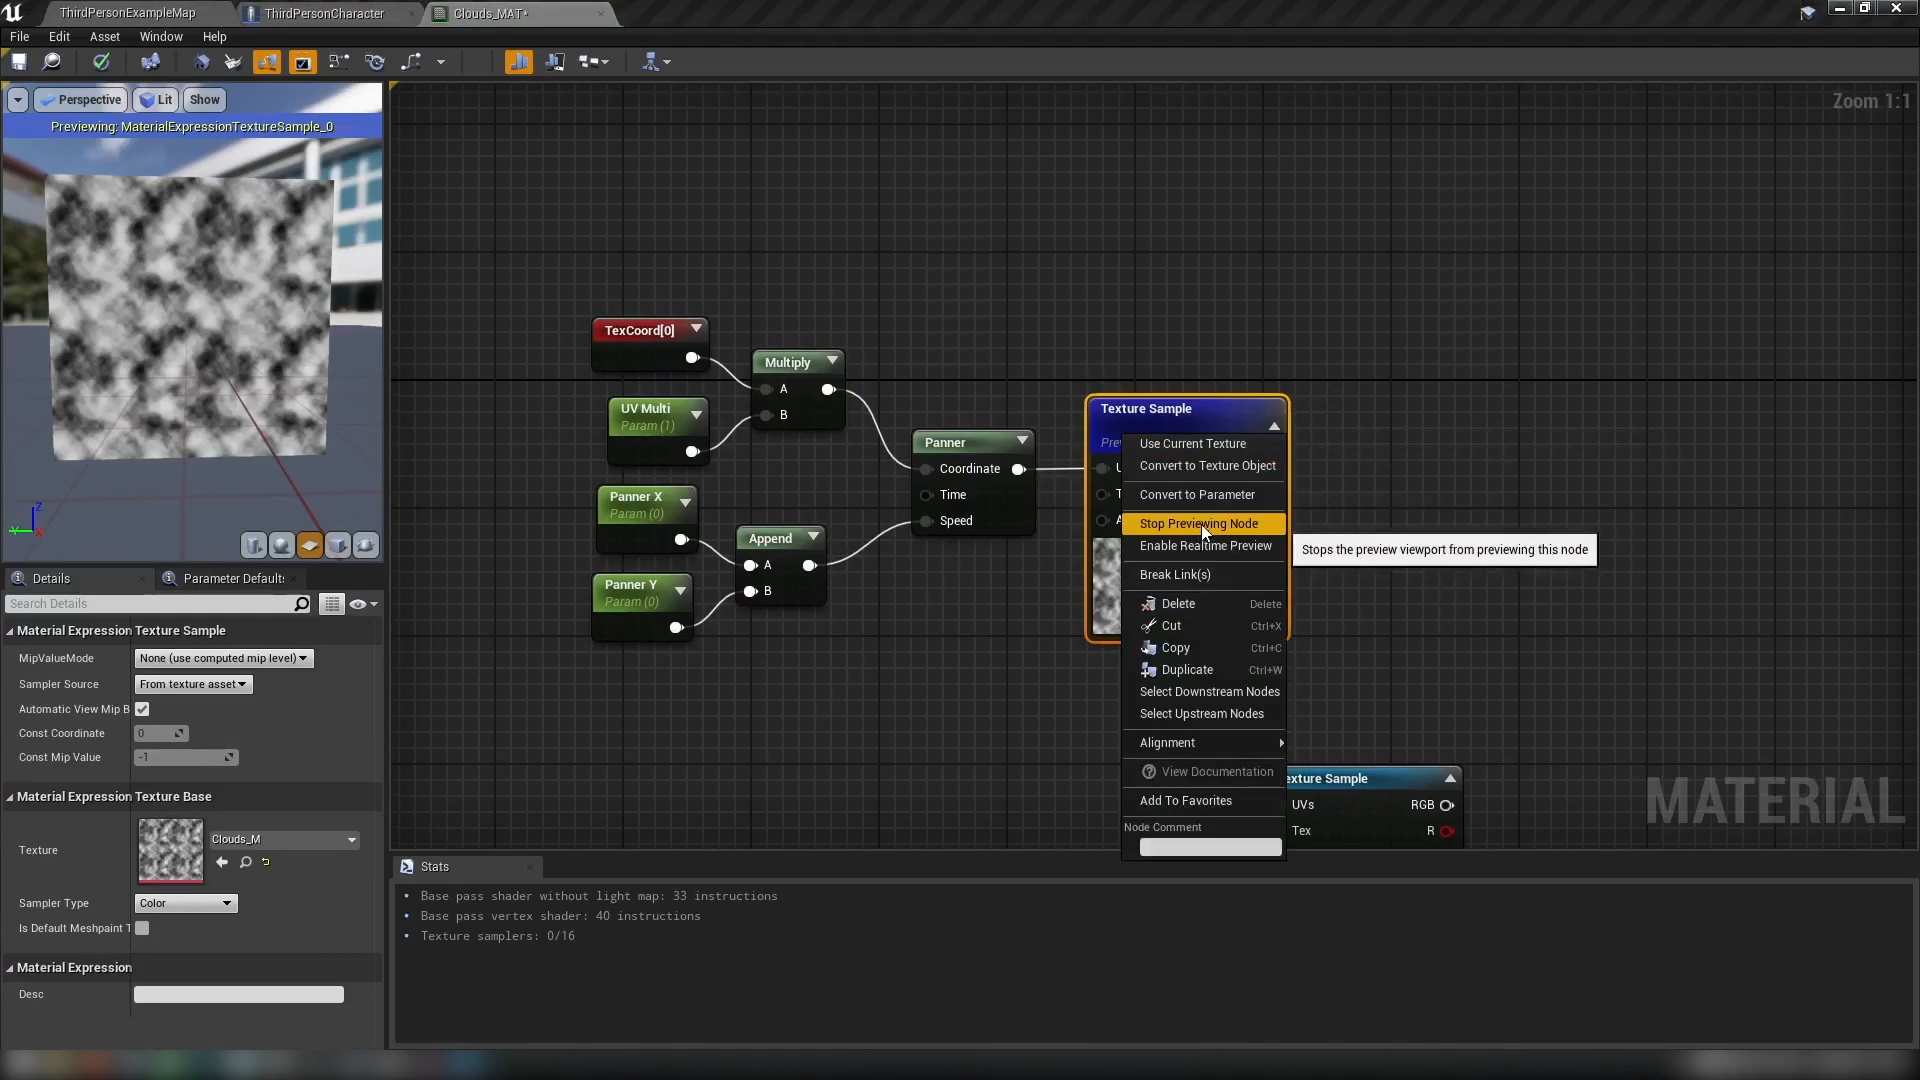 ThirdPersonExampleMap
ThirdPersonCharacter
Clouds_MAT*
File Edit Asset Window Help
Perspective Lit Show
Previewing: MaterialExpressionTextureSample_0
Zoom 1:1
TexCoord[0]
Multiply
A
B
UV Multi
Param (1)
Panner X
Param (0)
Panner Y
Param (0)
Append
A
B
Panner
Coordinate
Time
Speed
Texture Sample
Use Current Texture
Convert to Texture Object
Convert to Parameter
Stop Previewing Node
Enable Realtime Preview
Stops the preview viewport from previewing this node
Break Link(s)
Delete Delete
Cut Ctrl+X
Copy Ctrl+C
Duplicate Ctrl+W
Select Downstream Nodes
Select Upstream Nodes
Alignment
View Documentation
Add To Favorites
Node Comment
exture Sample
UVs RGB
Tex R
MATERIAL
Z
Y X
Details
Parameter Default
Search Details
Material Expression Texture Sample
MipValueMode None (use computed mip level)
Sampler Source From texture asset
Automatic View Mip B
Const Coordinate 0
Const Mip Value -1
Material Expression Texture Base
Texture Clouds_M
Sampler Type Color
Is Default Meshpaint T
Material Expression
Desc
Stats
Base pass shader without light map: 33 instructions
Base pass vertex shader: 40 instructions
Texture samplers: 0/16